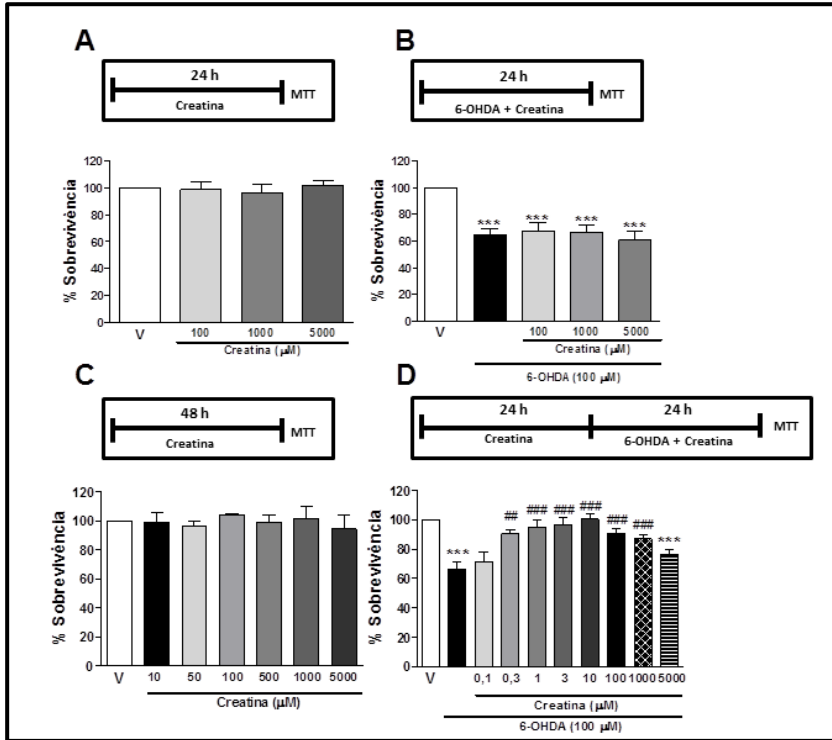 A
24 h
Creatina
MTT
% Sobrevivência
120
100
80
60
40
20
0
V
100
1000
5000
Creatina (µM)
B
24 h
6-OHDA + Creatina
MTT
% Sobrevivência
120
100
80
60
40
20
0
***
***
***
***
V
100
1000
5000
Creatina (µM)
6-OHDA (100 µM)
C
48 h
Creatina
MTT
% Sobrevivência
120
100
80
60
40
20
0
V
10
50
100
500
1000
5000
Creatina (µM)
D
24 h
24 h
Creatina
6-OHDA + Creatina
MTT
% Sobrevivência
120
100
80
60
40
20
0
***
##
###
###
###
###
###
***
V
0,1
0,3
1
3
10
100
1000
5000
Creatina (µM)
6-OHDA (100 µM)